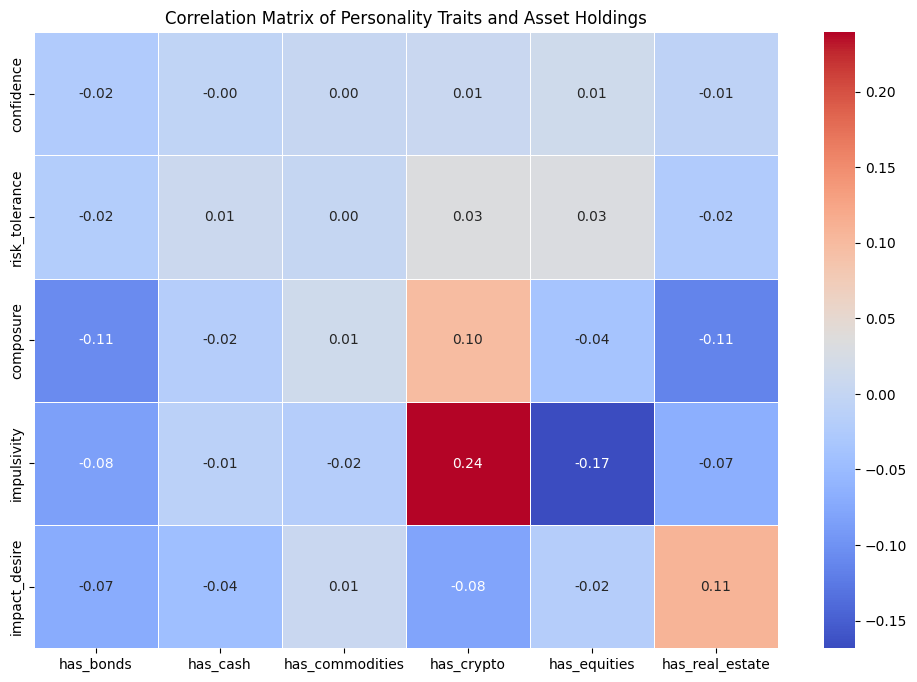 Correlation Matrix of Personality Traits and Asset Holdings
confidence
-0.02 -0.00 0.00 0.01 0.01 -0.01
risk_tolerance
-0.02 0.01 0.00 0.03 0.03 -0.02
composure
-0.11 -0.02 0.01 0.10 -0.04 -0.11
impulsivity
-0.08 -0.01 -0.02 0.24 -0.17 -0.07
impact_desire
-0.07 -0.04 0.01 -0.08 -0.02 0.11
has_bonds has_cash has_commodities has_crypto has_equities has_real_estate
0.20
0.15
0.10
0.05
0.00
−0.05
−0.10
−0.15